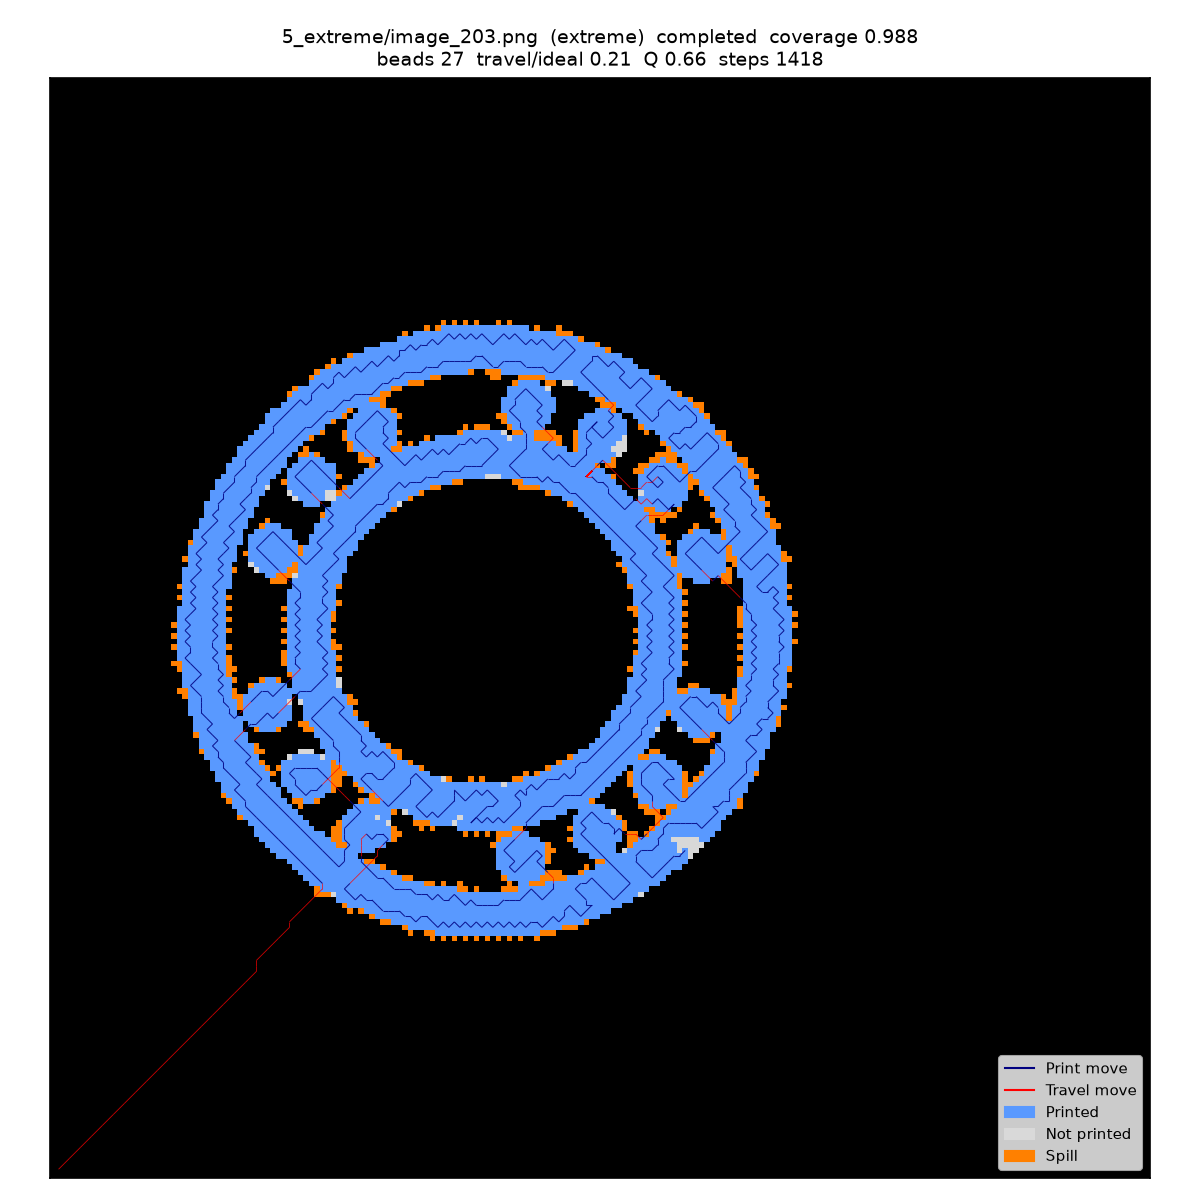 5_extreme/image_203.png  (extreme)  completed  coverage 0.988
beads 27  travel/ideal 0.21  Q 0.66  steps 1418
Print move
Travel move
Printed
Not printed
Spill